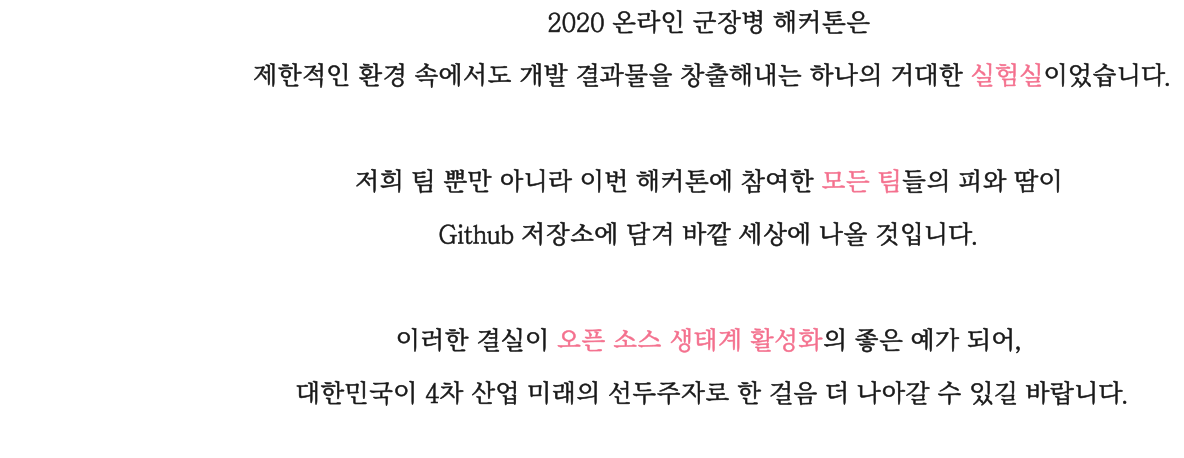 2020 온라인 군장병 해커톤은
제한적인 환경 속에서도 개발 결과물을 창출해내는 하나의 거대한 실험실이었습니다.
저희 팀 뿐만 아니라 이번 해커톤에 참여한 모든 팀들의 피와 땀이
Github 저장소에 담겨 바깥 세상에 나올 것입니다.
이러한 결실이 오픈 소스 생태계 활성화의 좋은 예가 되어,
대한민국이 4차 산업 미래의 선두주자로 한 걸음 더 나아갈 수 있길 바랍니다.